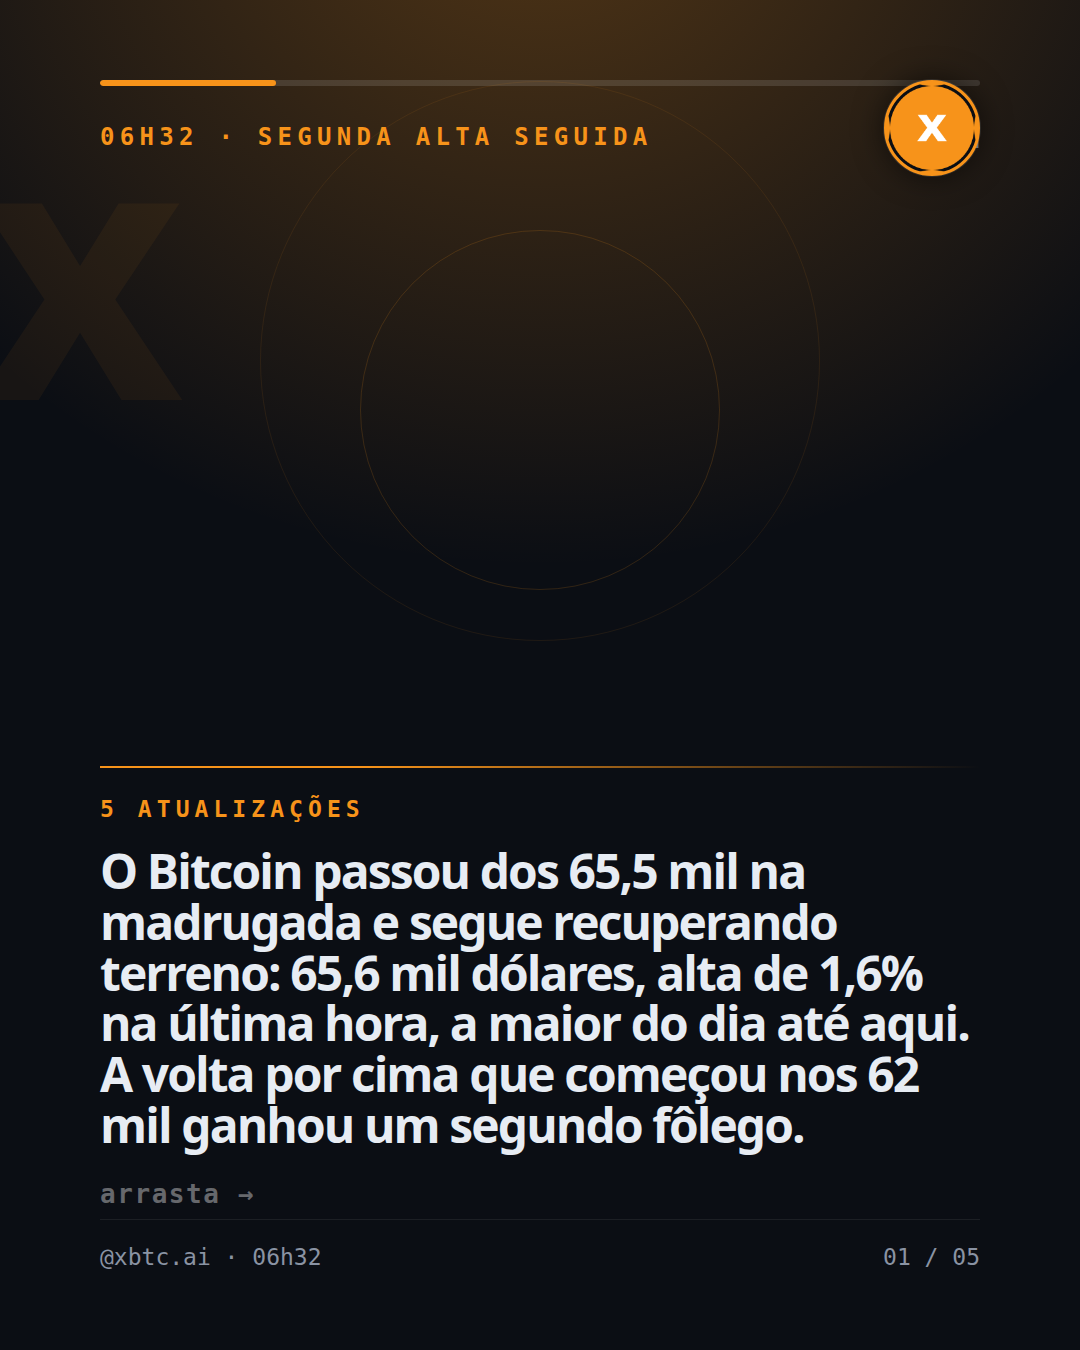 06H32 · SEGUNDA ALTA SEGUIDA
x
x
5 ATUALIZAÇÕES
O Bitcoin passou dos 65,5 mil na
madrugada e segue recuperando
terreno: 65,6 mil dólares, alta de 1,6%
na última hora, a maior do dia até aqui.
A volta por cima que começou nos 62
mil ganhou um segundo fôlego.
arrasta →
@xbtc.ai · 06h32
01 / 05